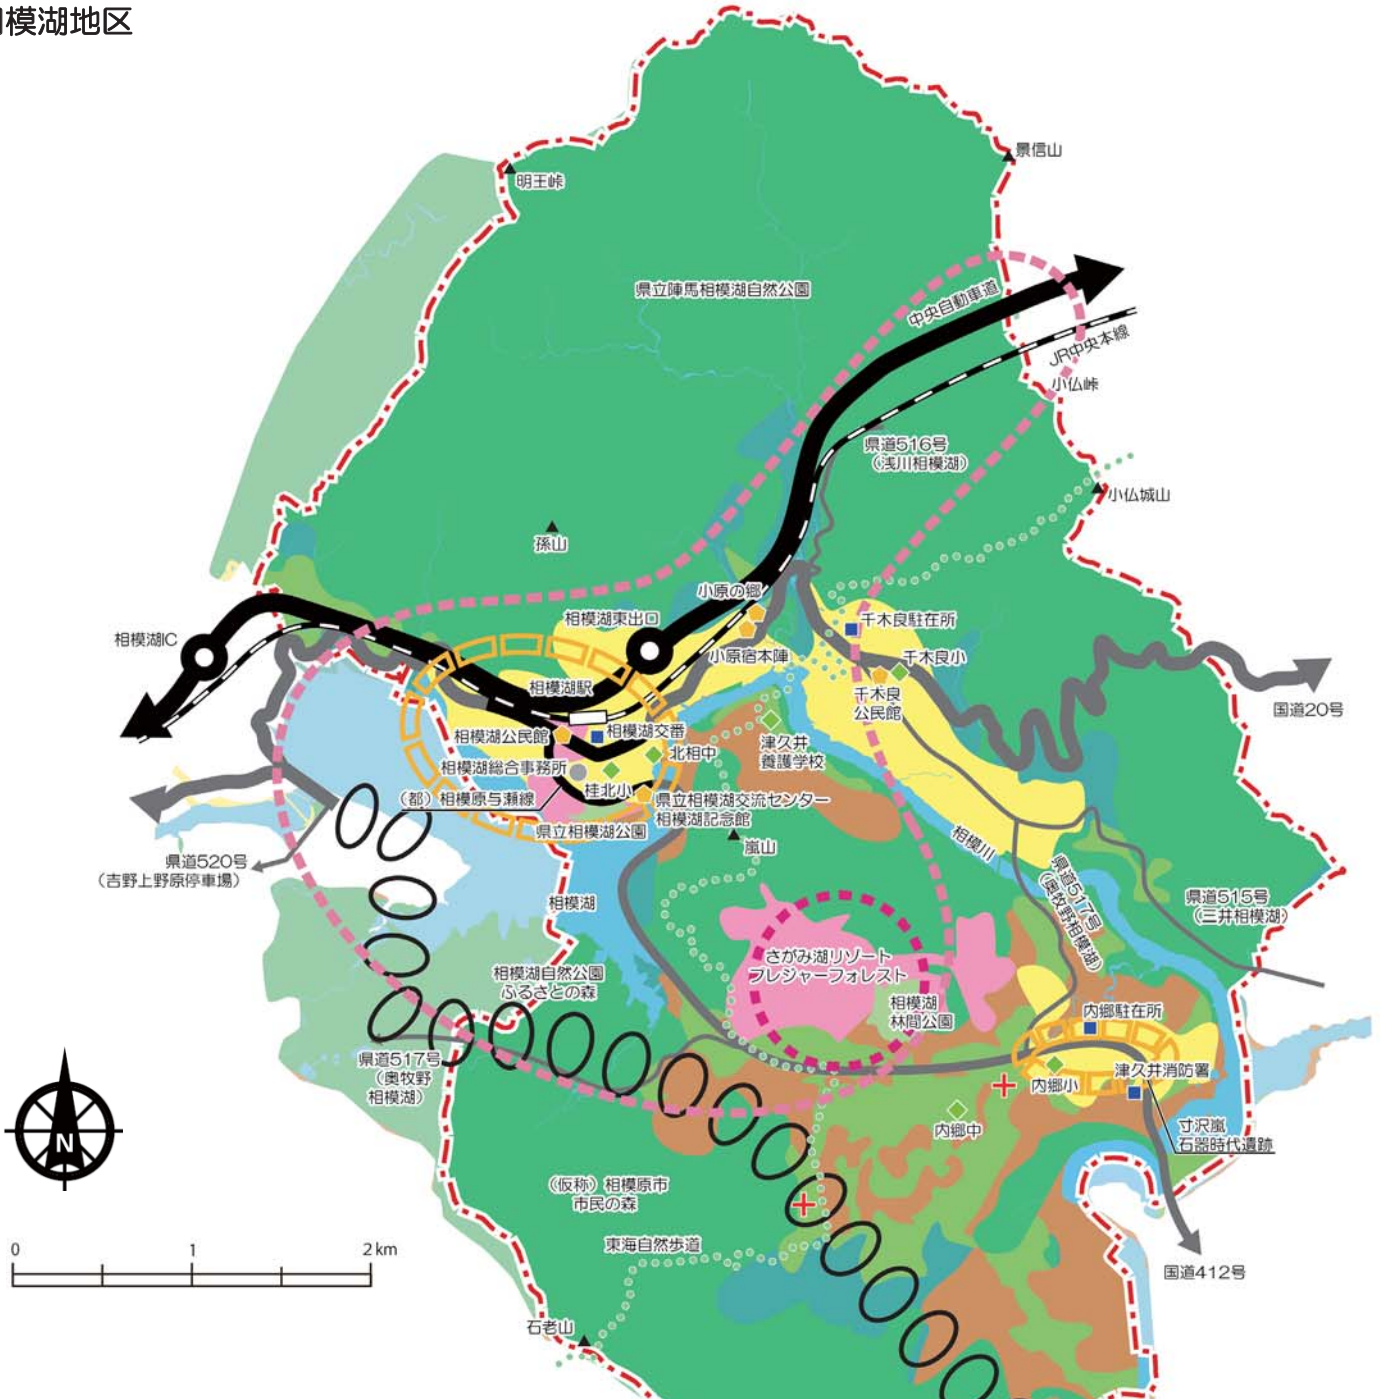 模湖地区
景信山
明王峠
県立陣馬相模湖自然公園
中央自動車道
JR中央本線
小仏峠
県道516号
（浅川相模湖）
小仏城山
孫山
小原の郷
相模湖東出口
千木良駐在所
相模湖IC
小原宿本陣
千木良小
相模湖駅
千木良
公民館
国道20号
相模湖公民館
相模湖交番
津久井
養護学校
北相中
相模湖総合事務所
桂北小
（都）相模原与瀬線
県立相模湖交流センター
相模湖記念館
県立相模湖公園
嵐山
相模川
県道520号
（吉野上野原停車場）
県道517号
（奥牧野相模湖）
県道515号
（三井相模湖）
相模湖
さがみ湖リゾート
プレジャーフォレスト
相模湖自然公園
ふるさとの森
相模湖
林間公園
内郷駐在所
県道517号
（奥牧野
相模湖）
内郷小
津久井消防署
内郷中
寸沢嵐
石器時代遺跡
N
（仮称）相模原市
市民の森
東海自然歩道
0 1 2km
国道412号
石老山